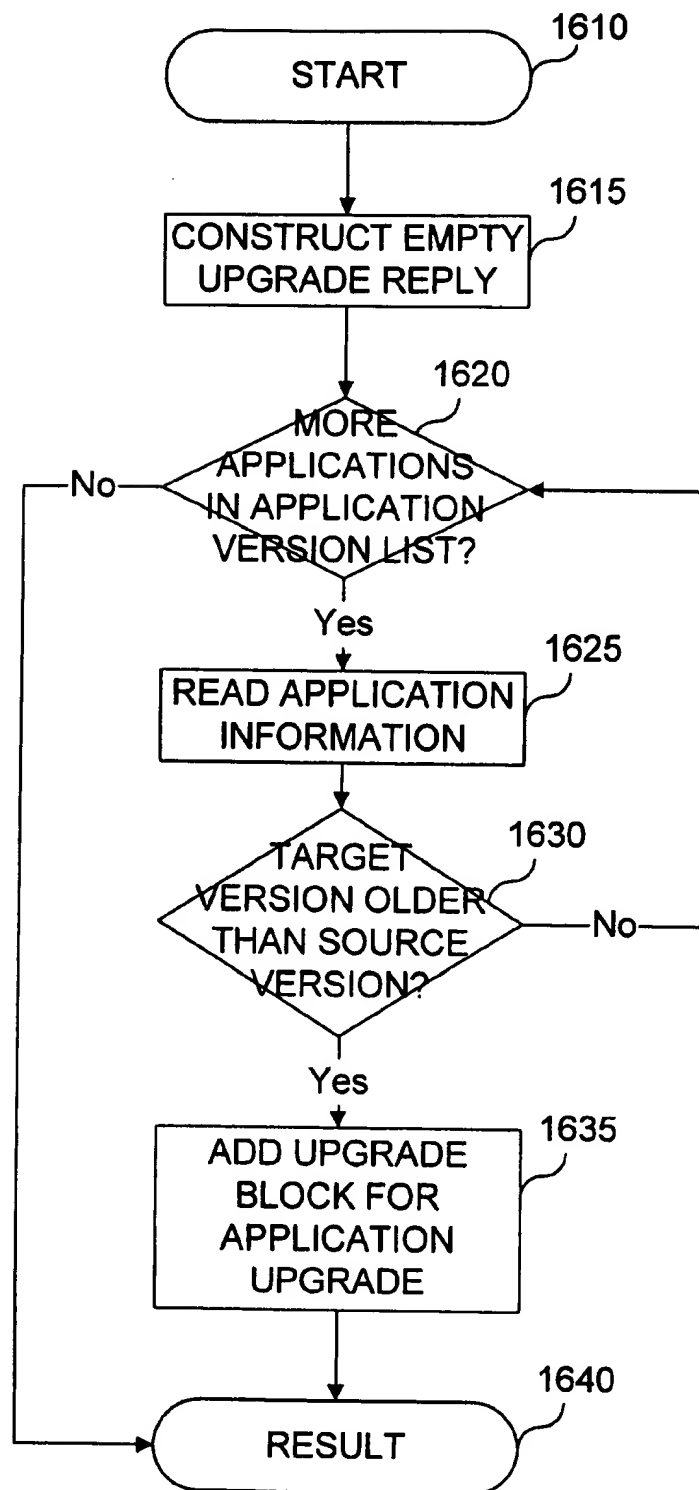 1610
START
1615
CONSTRUCT EMPTY
UPGRADE REPLY
1620
MORE
APPLICATIONS
IN APPLICATION
VERSION LIST?
No
Yes
1625
READ APPLICATION
INFORMATION
1630
TARGET
VERSION OLDER
THAN SOURCE
VERSION?
No
Yes
1635
ADD UPGRADE
BLOCK FOR
APPLICATION
UPGRADE
1640
RESULT